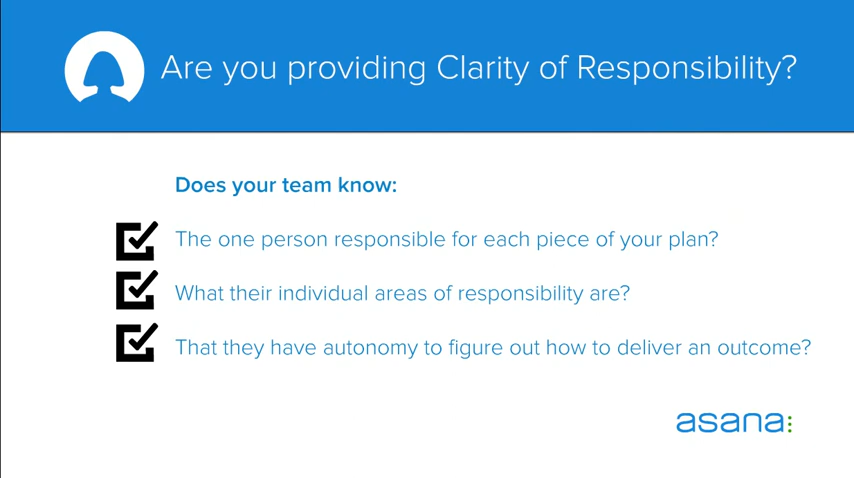 Are you providing Clarity of Responsibility?
Does your team know:
The one person responsible for each piece of your plan?
What their individual areas of responsibility are?
That they have autonomy to figure out how to deliver an outcome?
asana